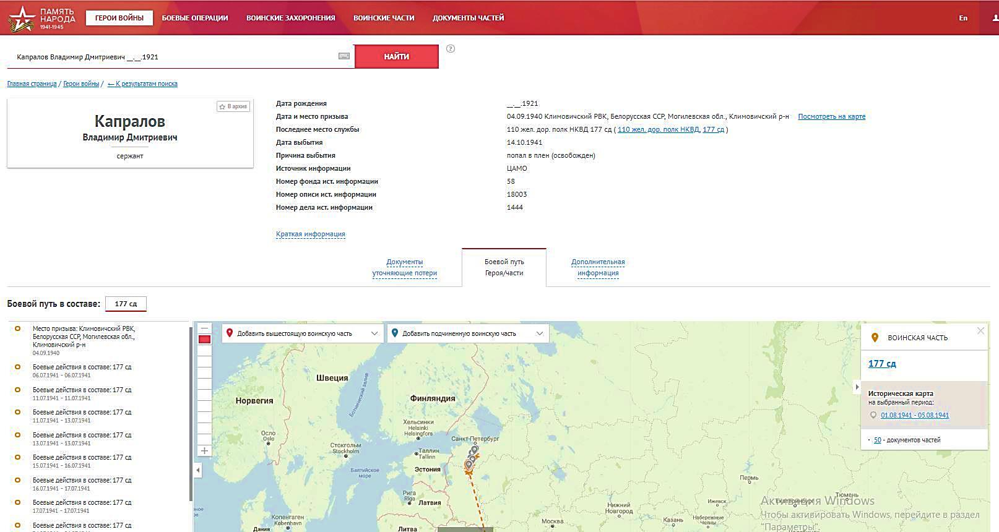 ПАМЯТЬ
НАРОДА
1941-1945
ГЕРОИ ВОЙНЫ
БОЕВЫЕ ОПЕРАЦИИ
ВОИНСКИЕ ЗАХОРОНЕНИЯ
ВОИНСКИЕ ЧАСТИ
ДОКУМЕНТЫ ЧАСТЕЙ
En
Капралов Владимир Дмитриевич __.__.1921
НАЙТИ
?
Главная страница / Герои войны / ← К результатам поиска
В архив
Капралов
Владимир Дмитриевич
сержант
Дата рождения __.__.1921
Дата и место призыва 04.09.1940 Климовичский РВК, Белорусская ССР, Могилевская обл., Климовичский р-н Посмотреть на карте
Последнее место службы 110 жел. дор. полк НКВД 177 сд ( 110 жел. дор. полк НКВД, 177 сд )
Дата выбытия 14.10.1941
Причина выбытия попал в плен (освобожден)
Источник информации ЦАМО
Номер фонда ист. информации 58
Номер описи ист. информации 18003
Номер дела ист. информации 1444
Краткая информация
Документы
уточняющие потери
Боевой путь
Героя/части
Дополнительная
информация
Боевой путь в составе: 177 сд
Место призыва: Климовичский РВК,
Белорусская ССР, Могилевская обл.,
Климовичский р-н
04.09.1940
Боевые действия в составе: 177 сд
06.07.1941 - 06.07.1941
Боевые действия в составе: 177 сд
11.07.1941 - 11.07.1941
Боевые действия в составе: 177 сд
11.07.1941 - 13.07.1941
Боевые действия в составе: 177 сд
13.07.1941 - 13.07.1941
Боевые действия в составе: 177 сд
15.07.1941 - 16.07.1941
Боевые действия в составе: 177 сд
16.07.1941 - 17.07.1941
Боевые действия в составе: 177 сд
17.07.1941 - 17.07.1941
Боевые действия в составе: 177 сд
Добавить вышестоящую воинскую часть
Добавить подчиненную воинскую часть
Швеция
Ботнический залив
Норвегия
Финляндия
Осло
Oslo
Хельсинки
Helsinki
Helsingfors
Санкт-Петербург
Стокгольм
Stockholm
Таллин
Tallinn
Балтийское
море
Эстония
Рига
Rīga
Латвия
Копенгаген
København
Дания
Литва
Москва
Нижний
Новгород
Казань
Набережные
Челны
Ижевск
Пермь
Екатеринбург
Тюмень
ВОИНСКАЯ ЧАСТЬ
177 сд
Историческая карта
на выбранный период:
01.08.1941 - 05.08.1941
· 50 - документов частей
Активация Windows
Чтобы активировать Windows, перейдите в раздел
"Параметры".